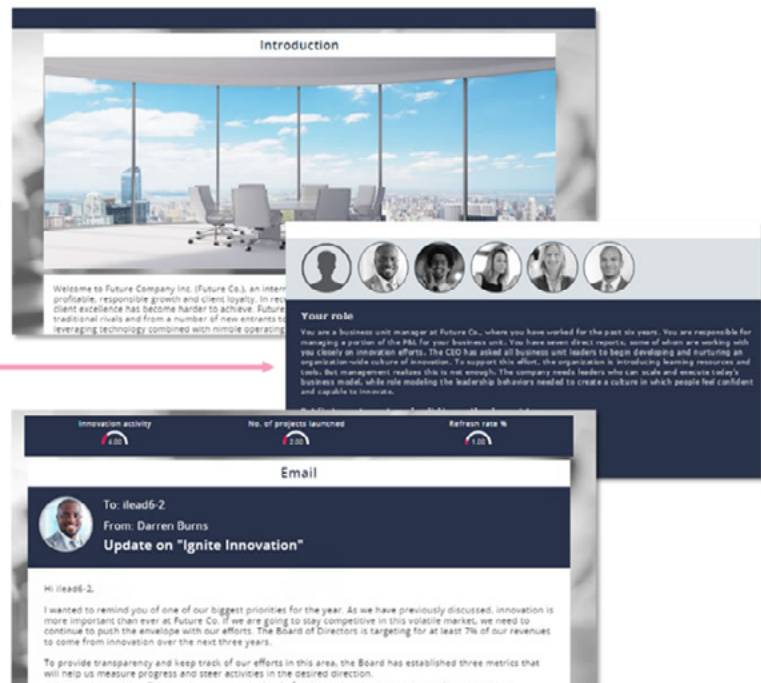 Introduction
Welcome to Future Company Inc. (Future Co.), an intern
profitable, responsible growth and client loyalty. In rec
client excellence has become harder to achieve. Future
traditional rivals and from a number of new entrants to
leveraging technology combined with nimble operating
Your role
You are a business unit manager at Future Co., where you have worked for the past six years. You are responsible for
managing a portion of the P&L for your business unit. You have seven direct reports, some of whom are working with
you closely on innovation efforts. The CEO has asked all business unit leaders to begin developing and nurturing an
organization-wide culture of innovation. To support this effort, the organization is introducing learning resources and
tools. But management realizes this is not enough. The company needs leaders who can scale and execute today's
business model, while role modeling the leadership behaviors needed to create a culture in which people feel confident
and capable to innovate.
Innovation activity
No. of projects launched
Refresh rate %
4.00
2.00
1.00
Email
To: ilead6-2
From: Darren Burns
Update on "Ignite Innovation"
Hi ilead6-2,
I wanted to remind you of one of our biggest priorities for the year. As we have previously discussed, innovation is
more important than ever at Future Co. If we are going to stay competitive in this volatile market, we need to
continue to push the envelope with our efforts. The Board of Directors is targeting for at least 7% of our revenues
to come from innovation over the next three years.
To provide transparency and keep track of our efforts in this area, the Board has established three metrics that
will help us measure progress and steer activities in the desired direction.